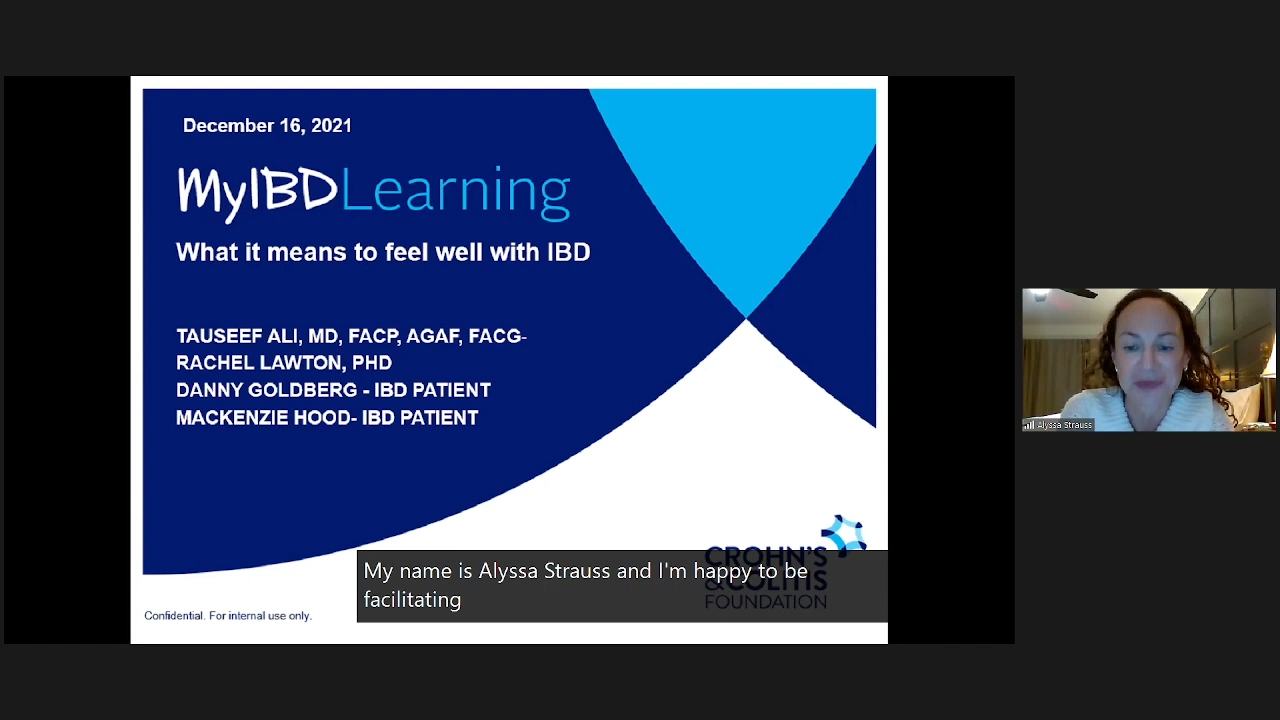 December 16, 2021
MyIBDLearning
What it means to feel well with IBD
TAUSEEF ALI, MD, FACP, AGAF, FACG-
RACHEL LAWTON, PHD
DANNY GOLDBERG - IBD PATIENT
MACKENZIE HOOD- IBD PATIENT
CROHN'S
& COLITIS
FOUNDATION
My name is Alyssa Strauss and I'm happy to be
facilitating
Confidential. For internal use only.
Alyssa Strauss